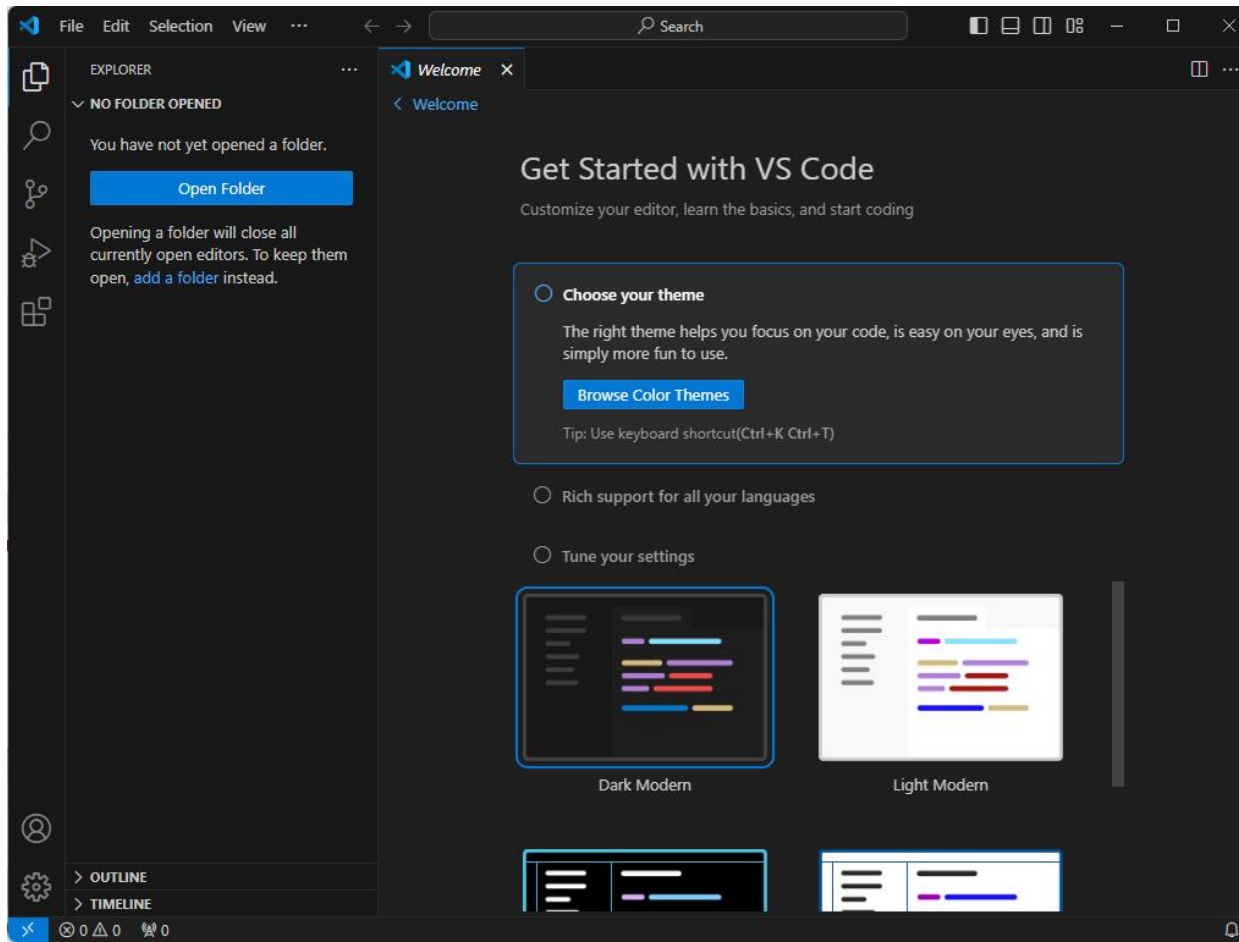 File Edit Selection View ... Search
EXPLORER ...
NO FOLDER OPENED
You have not yet opened a folder.
Open Folder
Opening a folder will close all
currently open editors. To keep them
open, add a folder instead.
OUTLINE
TIMELINE
Welcome
Welcome
Get Started with VS Code
Customize your editor, learn the basics, and start coding
Choose your theme
The right theme helps you focus on your code, is easy on your eyes, and is
simply more fun to use.
Browse Color Themes
Tip: Use keyboard shortcut(Ctrl+K Ctrl+T)
Rich support for all your languages
Tune your settings
Dark Modern Light Modern
0 0 0